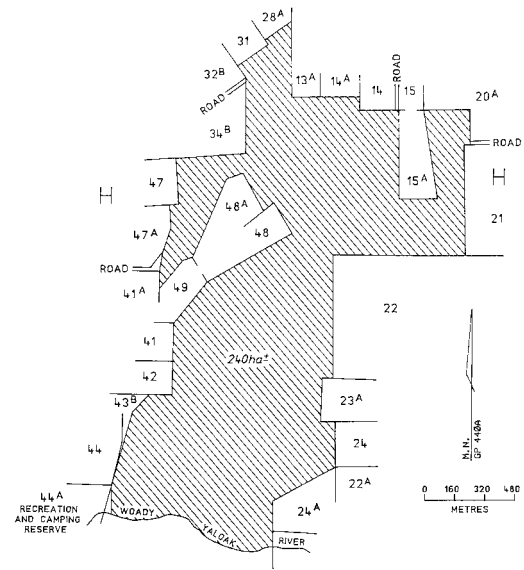 28A
31
32B
ROAD
13A
14A
14
ROAD
15
20A
34B
ROAD
H
47
15A
H
48A
21
47A
48
ROAD
49
41A
22
41
240ha±
42
23A
43B
24
44
22A
44A
RECREATION
AND CAMPING
RESERVE
WOADY
YALOAK
RIVER
24A
M.N.
GP 440A
0 160 320 480
METRES